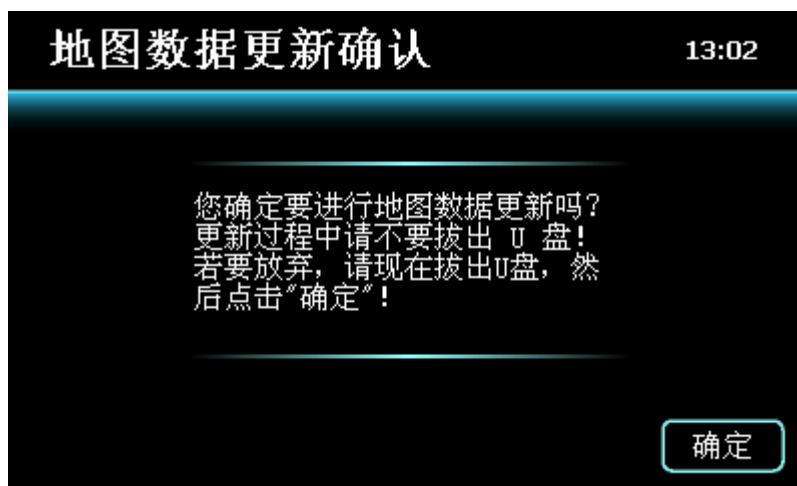 地图数据更新确认
13:02
您确定要进行地图数据更新吗?
更新过程中请不要拔出 U 盘!
若要放弃，请现在拔出U盘，然
后点击"确定"!
确定